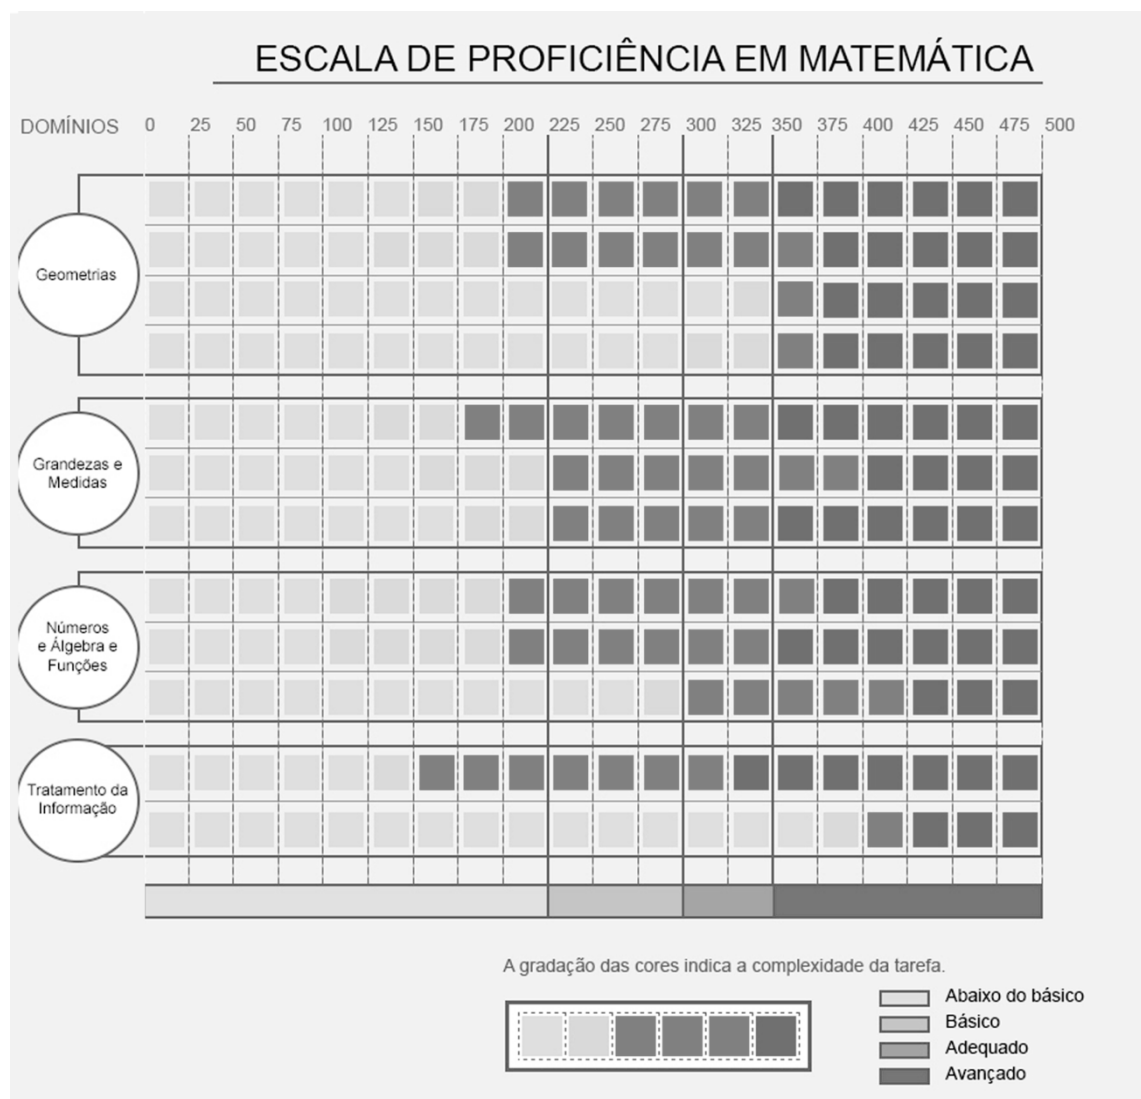 ESCALA DE PROFICIÊNCIA EM MATEMÁTICA
DOMÍNIOS 0 25 50 75 100 125 150 175 200 225 250 275 300 325 350 375 400 425 450 475 500
Geometrias
Grandezas e
Medidas
Números
e Álgebra e
Funções
Tratamento da
Informação
A gradação das cores indica a complexidade da tarefa.
Abaixo do básico
Básico
Adequado
Avançado